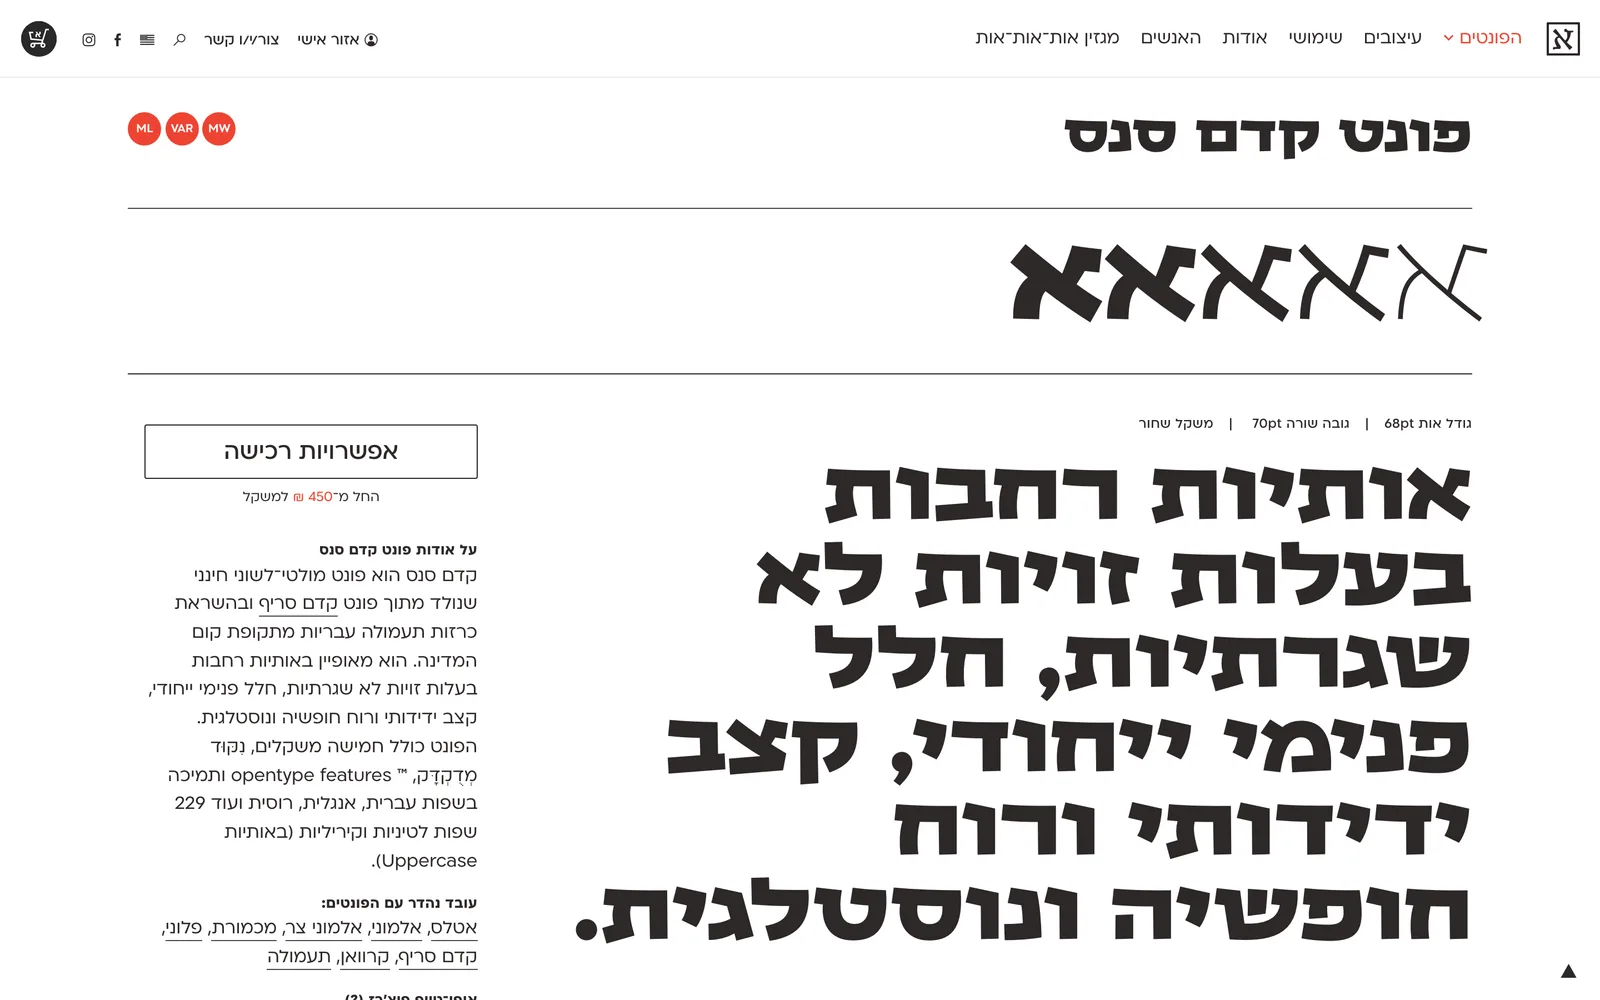 א
הפונטים
עיצובים
שימושי
אודות
האנשים
מגזין אות־אות־אות
אזור אישי
צור/י/ו קשר
א
פונט קדם סנס
MW
VAR
ML
א א א א א
גודל אות 68pt | גובה שורה 70pt | משקל שחור
אותיות רחבות
בעלות זויות לא
שגרתיות, חלל
פנימי ייחודי, קצב
ידידותי ורוח
חופשיה ונוסטלגית.
אפשרויות רכישה
החל מ־450 ₪ למשקל
על אודות פונט קדם סנס
קדם סנס הוא פונט מולטי־לשוני חינני
שנולד מתוך פונט קדם סריף ובהשראת
כרזות תעמולה עבריות מתקופת קום
המדינה. הוא מאופיין באותיות רחבות
בעלות זויות לא שגרתיות, חלל פנימי ייחודי,
קצב ידידותי ורוח חופשיה ונוסטלגית.
הפונט כולל חמישה משקלים, נִקּוּד
מְדֻקְדָּק, ™ opentype features ותמיכה
בשפות עברית, אנגלית, רוסית ועוד 229
שפות לטיניות וקיריליות (באותיות
Uppercase).
עובד נהדר עם הפונטים:
אטלס, אלמוני, אלמוני צר, מכמורת, פלוני,
קדם סריף, קרוואן, תעמולה
אופן־טייפ פיצ׳רז (?)